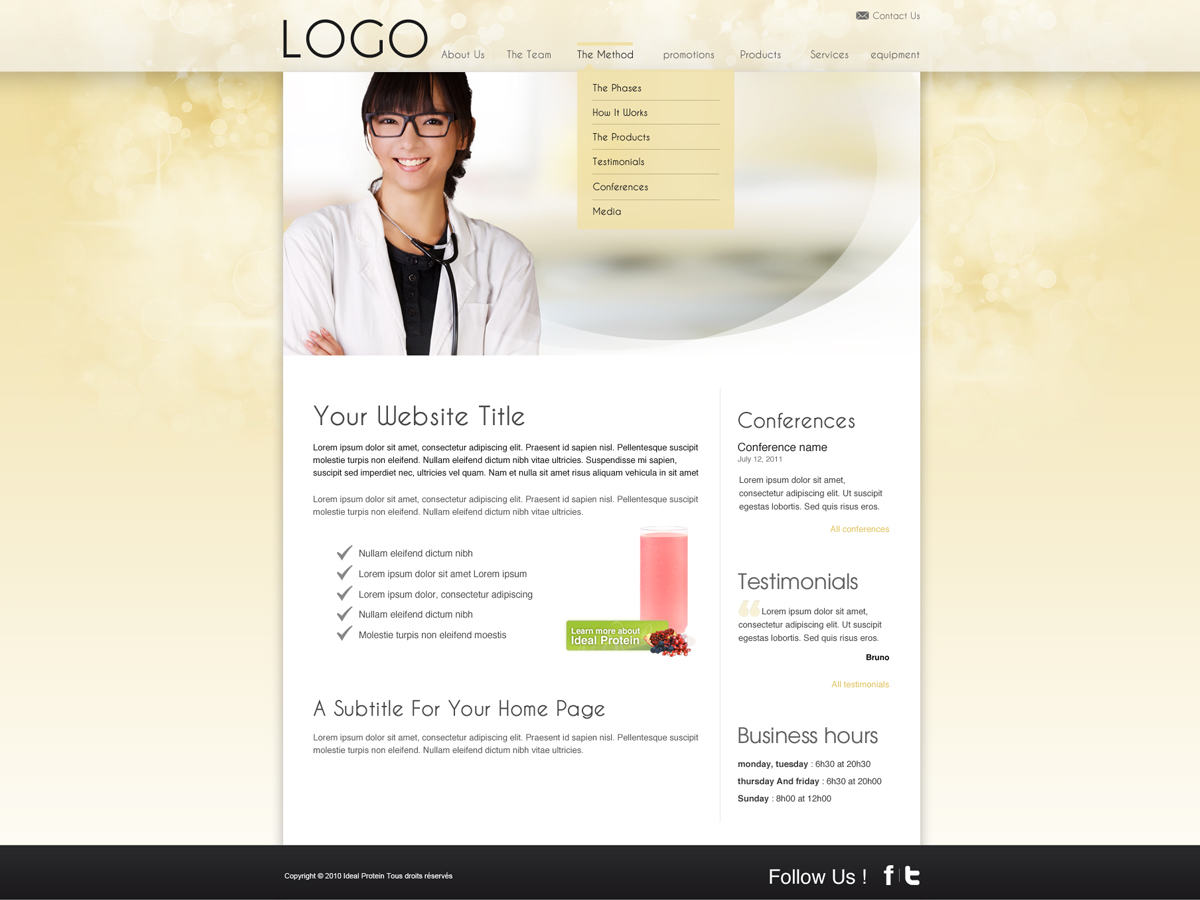 Contact Us
LOGO
About Us
The Team
The Method
promotions
Products
Services
equipment
The Phases
How It Works
The Products
Testimonials
Conferences
Media
Your Website Title
Lorem ipsum dolor sit amet, consectetur adipiscing elit. Praesent id sapien nisl. Pellentesque suscipit
molestie turpis non eleifend. Nullam eleifend dictum nibh vitae ultricies. Suspendisse mi sapien,
suscipit sed imperdiet nec, ultricies vel quam. Nam et nulla sit amet risus aliquam vehicula in sit amet
Lorem ipsum dolor sit amet, consectetur adipiscing elit. Praesent id sapien nisl. Pellentesque suscipit
molestie turpis non eleifend. Nullam eleifend dictum nibh vitae ultricies.
Nullam eleifend dictum nibh
Lorem ipsum dolor sit amet Lorem ipsum
Lorem ipsum dolor, consectetur adipiscing
Nullam eleifend dictum nibh
Molestie turpis non eleifend moestis
Learn more about
Ideal Protein
A Subtitle For Your Home Page
Lorem ipsum dolor sit amet, consectetur adipiscing elit. Praesent id sapien nisl. Pellentesque suscipit
molestie turpis non eleifend. Nullam eleifend dictum nibh vitae ultricies.
Conferences
Conference name
July 12, 2011
Lorem ipsum dolor sit amet,
consectetur adipiscing elit. Ut suscipit
egestas lobortis. Sed quis risus eros.
All conferences
Testimonials
“ Lorem ipsum dolor sit amet,
consectetur adipiscing elit. Ut suscipit
egestas lobortis. Sed quis risus eros.
Bruno
All testimonials
Business hours
monday, tuesday : 6h30 at 20h30
thursday And friday : 6h30 at 20h00
Sunday : 8h00 at 12h00
Copyright © 2010 Ideal Protein Tous droits réservés
Follow Us !